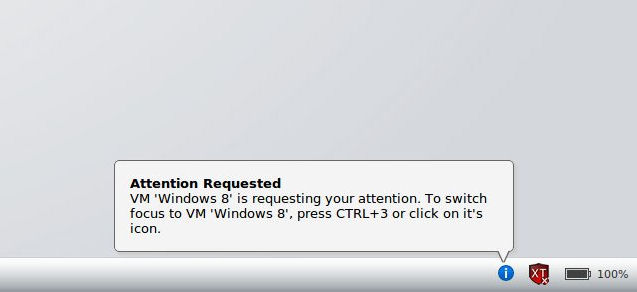 Attention Requested
VM 'Windows 8' is requesting your attention. To switch
focus to VM 'Windows 8', press CTRL+3 or click on it's
icon.
i XT x 100%